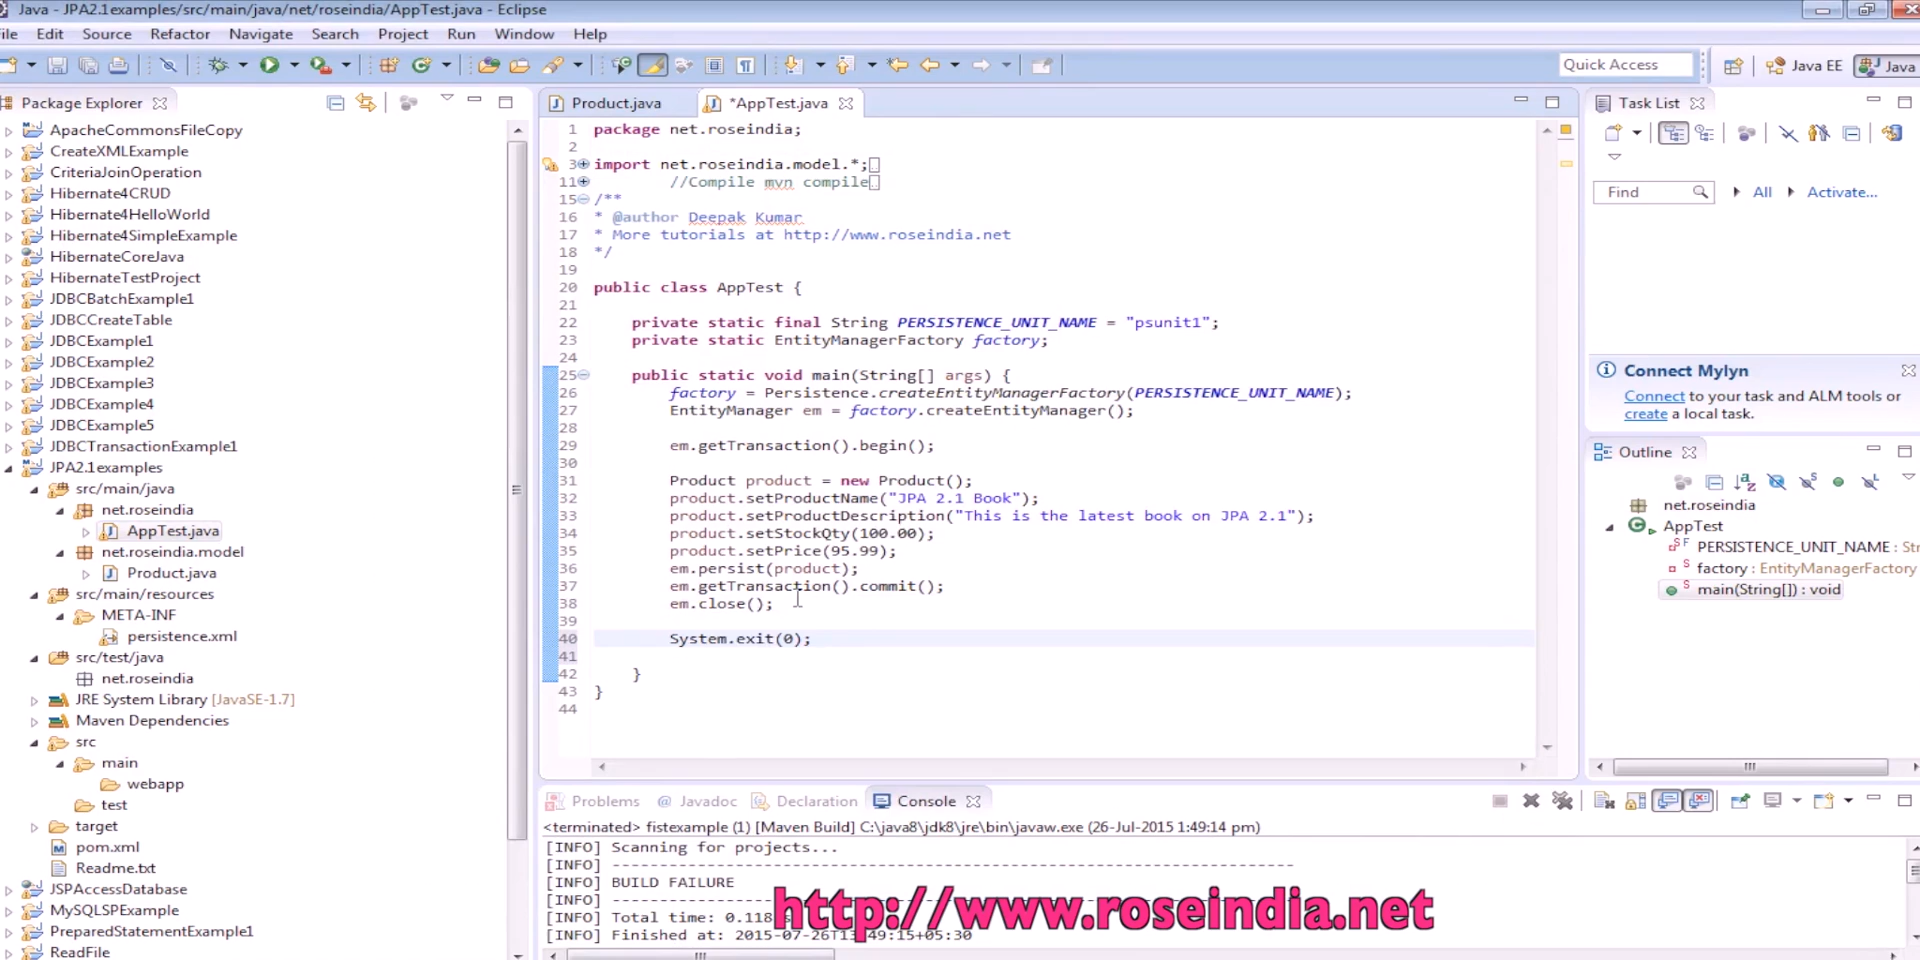 Java - JPA2.1examples/src/main/java/net/roseindia/AppTest.java - Eclipse
File Edit Source Refactor Navigate Search Project Run Window Help
Quick Access
Java EE
Java
Package Explorer
ApacheCommonsFileCopy
CreateXMLExample
CriteriaJoinOperation
Hibernate4CRUD
Hibernate4HelloWorld
Hibernate4SimpleExample
HibernateCoreJava
HibernateTestProject
JDBCBatchExample1
JDBCCreateTable
JDBCExample1
JDBCExample2
JDBCExample3
JDBCExample4
JDBCExample5
JDBCTransactionExample1
JPA2.1examples
src/main/java
net.roseindia
AppTest.java
net.roseindia.model
Product.java
src/main/resources
META-INF
persistence.xml
src/test/java
net.roseindia
JRE System Library [JavaSE-1.7]
Maven Dependencies
src
main
webapp
test
target
pom.xml
Readme.txt
JSPAccessDatabase
MySQLSPExample
PreparedStatementExample1
ReadFile
Product.java
*AppTest.java
1 package net.roseindia;
2
3 import net.roseindia.model.*;
11 //Compile mvn compile
15 /**
16 * @author Deepak Kumar
17 * More tutorials at http://www.roseindia.net
18 */
19
20 public class AppTest {
21
22 private static final String PERSISTENCE_UNIT_NAME = "psunit1";
23 private static EntityManagerFactory factory;
24
25 public static void main(String[] args) {
26 factory = Persistence.createEntityManagerFactory(PERSISTENCE_UNIT_NAME);
27 EntityManager em = factory.createEntityManager();
28
29 em.getTransaction().begin();
30
31 Product product = new Product();
32 product.setProductName("JPA 2.1 Book");
33 product.setProductDescription("This is the latest book on JPA 2.1");
34 product.setStockQty(100.00);
35 product.setPrice(95.99);
36 em.persist(product);
37 em.getTransaction().commit();
38 em.close();
39
40 System.exit(0);
41
42 }
43 }
44
Task List
Find
All
Activate...
Connect Mylyn
Connect to your task and ALM tools or
create a local task.
Outline
net.roseindia
AppTest
PERSISTENCE_UNIT_NAME : Str
factory : EntityManagerFactory
main(String[]) : void
Problems
@ Javadoc
Declaration
Console
<terminated> fistexample (1) [Maven Build] C:\java8\jdk8\jre\bin\javaw.exe (26-Jul-2015 1:49:14 pm)
[INFO] Scanning for projects...
[INFO] ------------------------------------------------------------------------
[INFO] BUILD FAILURE
[INFO] ------------------------------------------------------------------------
[INFO] Total time: 0.118 s
[INFO] Finished at: 2015-07-26T13:49:15+05:30
http://www.roseindia.net